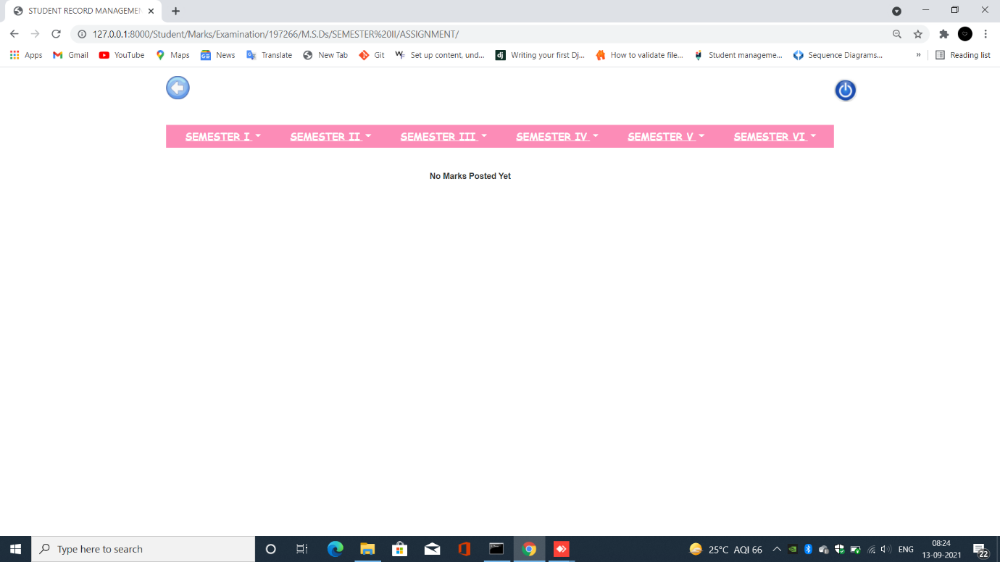 STUDENT RECORD MANAGEMEN
127.0.0.1:8000/Student/Marks/Examination/197266/M.S.Ds/SEMESTER%20II/ASSIGNMENT/
Apps Gmail YouTube Maps News Translate New Tab Git Set up content, und... dj Writing your first Dj... How to validate file... Student manageme... Sequence Diagrams... » Reading list
SEMESTER I SEMESTER II SEMESTER III SEMESTER IV SEMESTER V SEMESTER VI
No Marks Posted Yet
Type here to search 25°C AQI 66 ENG 08:24
13-09-2021 22